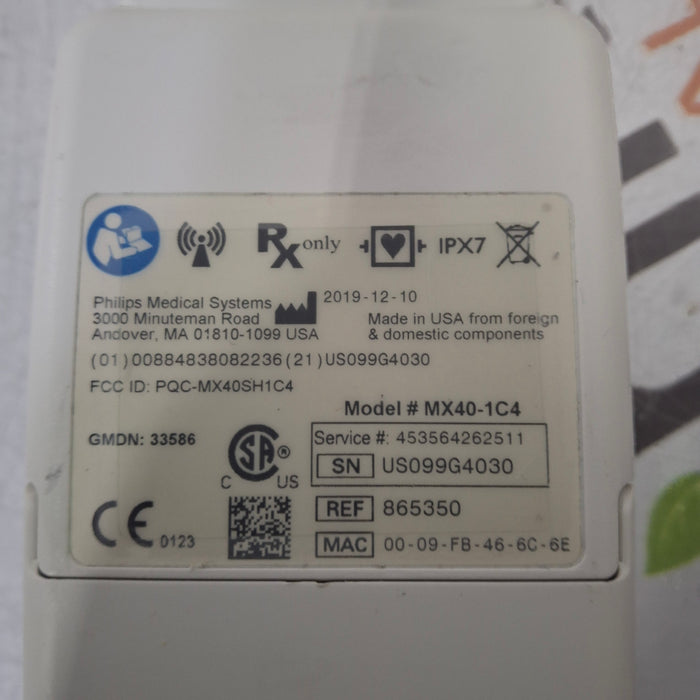 Rx only
IPX7
Philips Medical Systems
3000 Minuteman Road
Andover, MA 01810-1099 USA
2019-12-10
Made in USA from foreign
& domestic components
(01)00884838082236(21)US099G4030
FCC ID: PQC-MX40SH1C4
Model # MX40-1C4
GMDN: 33586
C SA ® US
Service #: 453564262511
SN US099G4030
REF 865350
CE 0123
MAC 00-09-FB-46-6C-6E